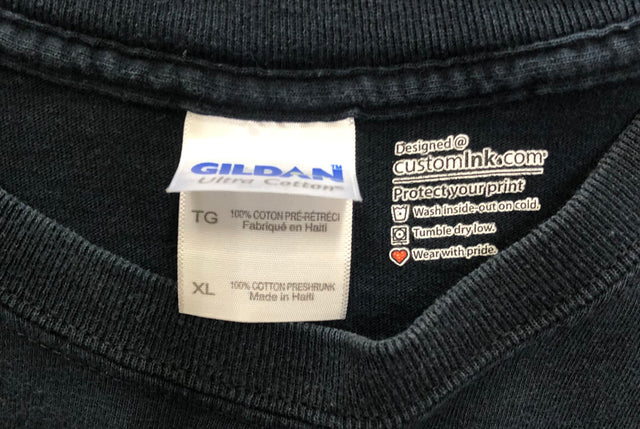 GILDAN™
Ultra Cotton®
TG 100% COTON PRÉ-RÉTRÉCI
Fabriqué en Haïti
XL 100% COTTON PRESHRUNK
Made in Haiti
Designed @
customink.com®
Protect your print
Wash inside-out on cold.
Tumble dry low.
Wear with pride.